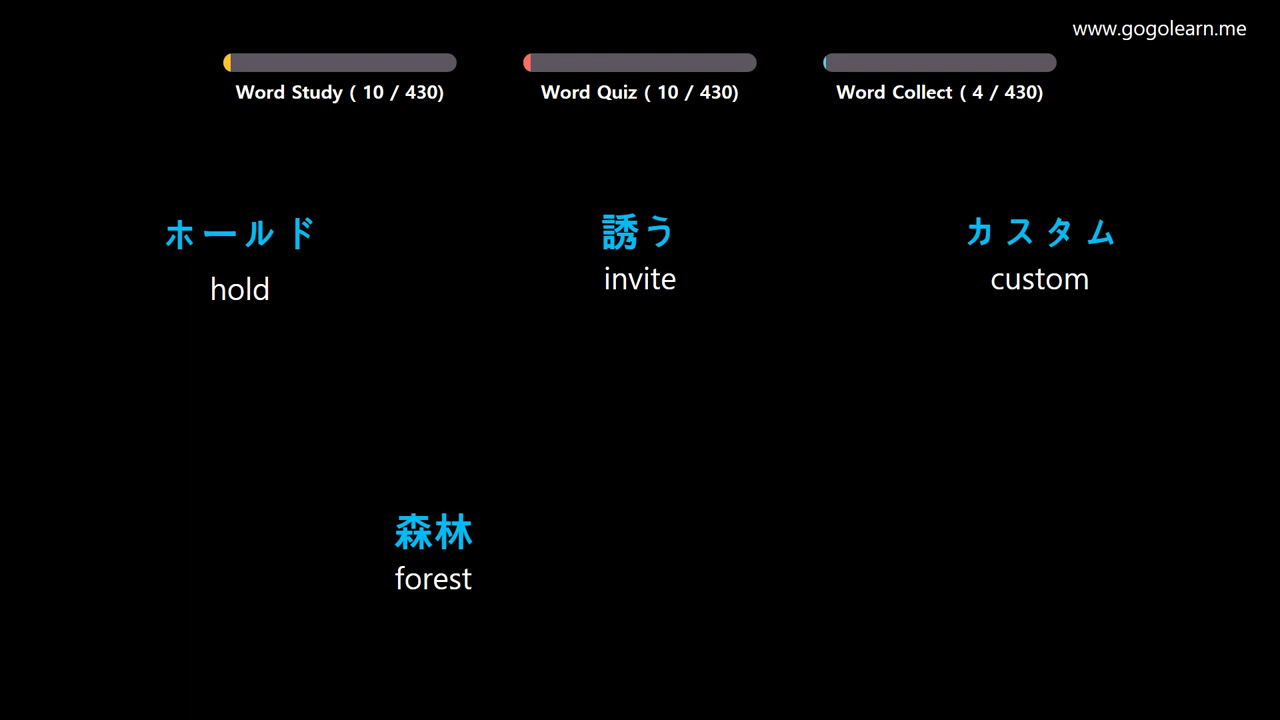 www.gogolearn.me
Word Study ( 10 / 430)
Word Quiz ( 10 / 430)
Word Collect ( 4 / 430)
ホールド
hold
誘う
invite
カスタム
custom
森林
forest